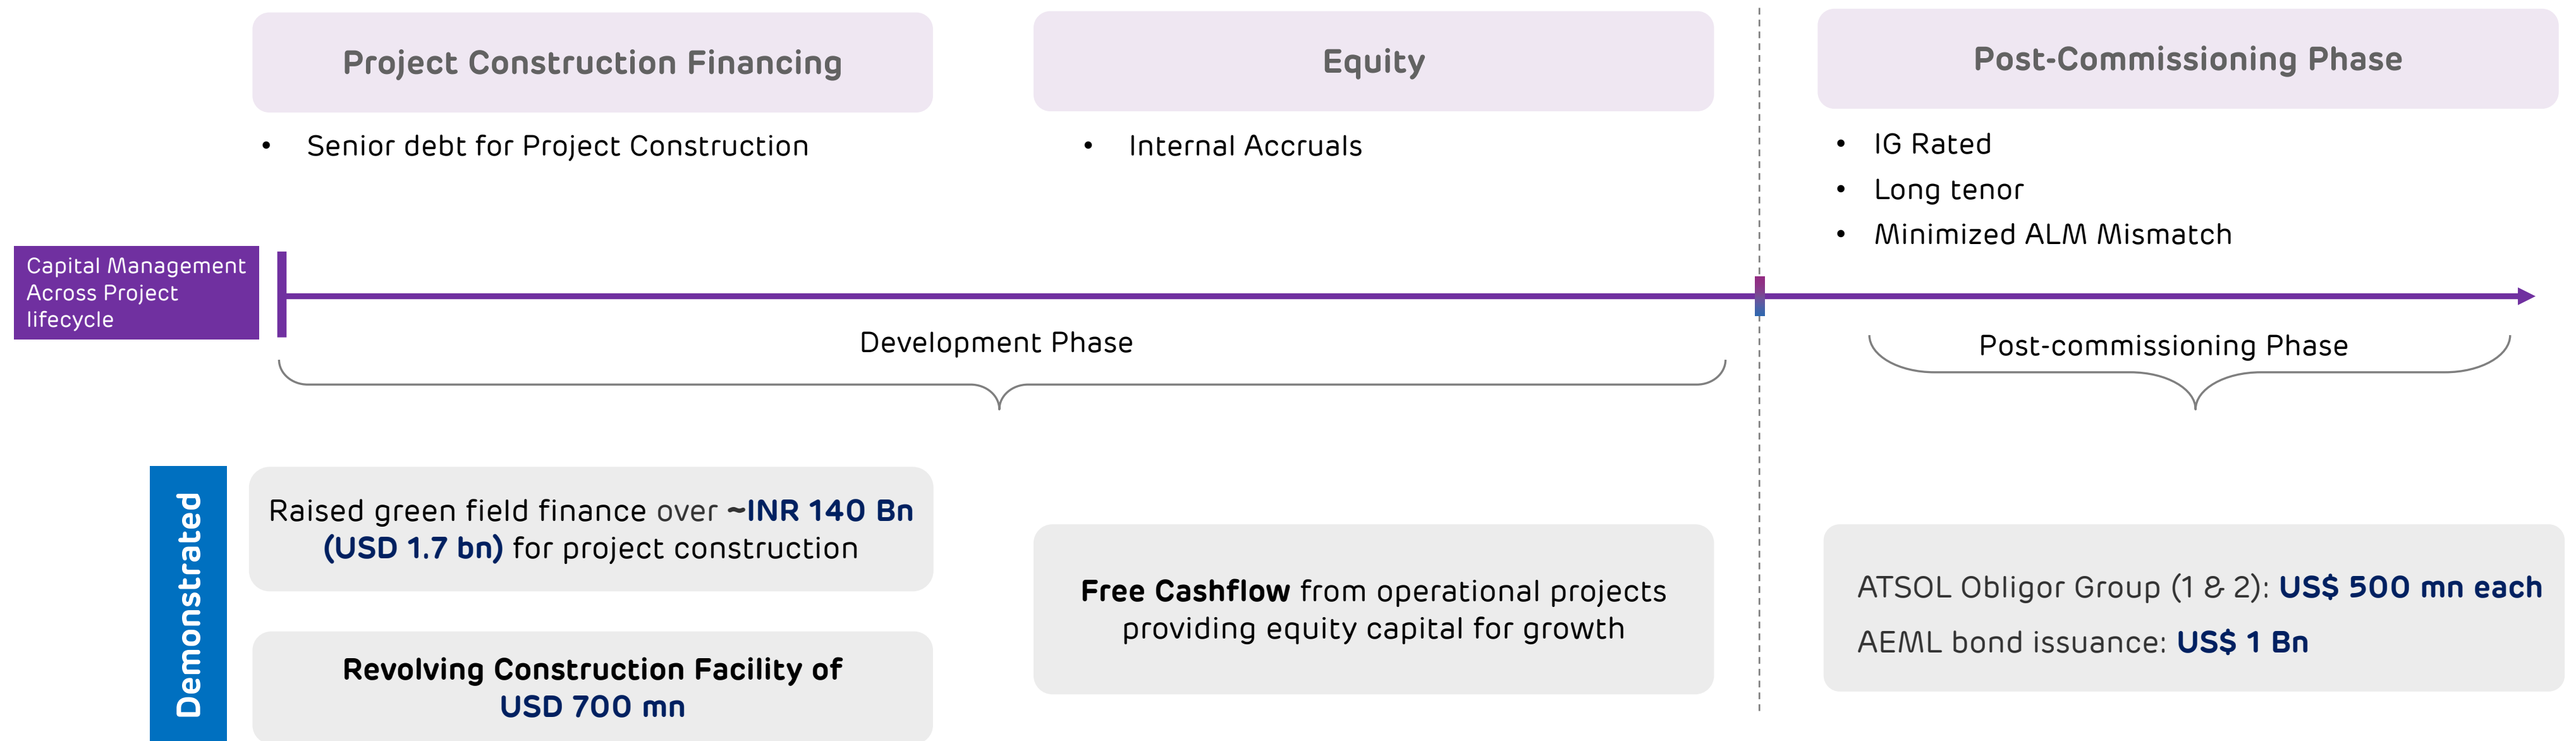 Project Construction Financing
• Senior debt for Project Construction
Equity
• Internal Accruals
Post-Commissioning Phase
• IG Rated
• Long tenor
• Minimized ALM Mismatch
Capital Management
Across Project
lifecycle
Development Phase
Post-commissioning Phase
Demonstrated
Raised green field finance over ~INR 140 Bn
(USD 1.7 bn) for project construction
Revolving Construction Facility of
USD 700 mn
Free Cashflow from operational projects
providing equity capital for growth
ATSOL Obligor Group (1 & 2): US$ 500 mn each
AEML bond issuance: US$ 1 Bn